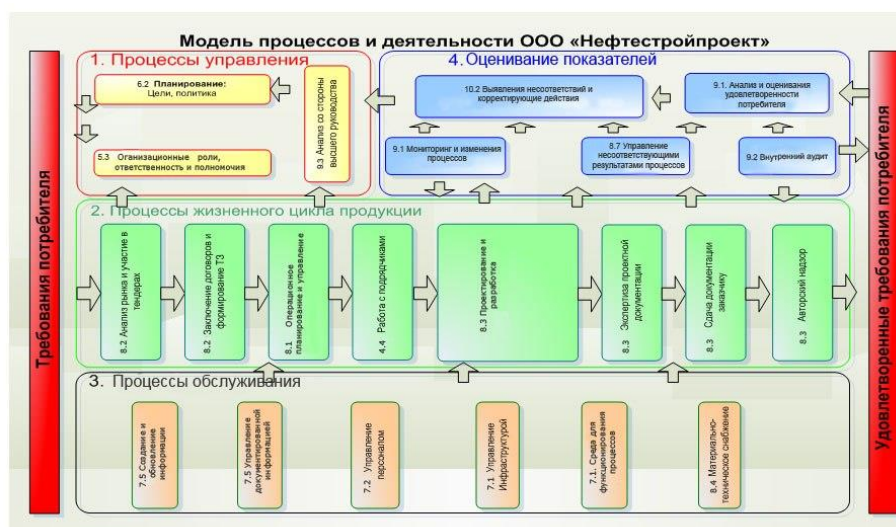 Модель процессов и деятельности ООО «Нефтестройпроект»
Требования потребителя
1. Процессы управления
6.2 Планирование:
Цели, политика
5.3 Оганизационные роли,
ответственность и полномочия
9.3 Анализ со стороны
высшего руководства
4. Оценивание показателей
10.2 Выявления несоответствий и
корректирующие действия
9.1. Анализ и оценивания
удовлетворенности
потребителя
9.1 Мониторинг и изменения
процессов
8.7 Управление
несоответствующими
результатами процессов
9.2 Внутренний аудит
2. Процессы жизненного цикла продукции
8.2 Анализ рынка и участие в
тендерах
8.2 Заключение договоров и
формирование ТЗ
8.1 Операционное
планирование и управление
4.4 Работа с подрядчиками
8.3 Проектирование и
разработка
8.3 Экспертиза проектной
документации
8.3 Сдача документации
заказчику
8.3 Авторский надзор
3. Процессы обслуживания
7.5 Создание и
обновление
информации
7.5 Управление
документированной
информацией
7.2 Управление
персоналом
7.1 Управление
Инфраструктурой
7.1. Среда для
функционирования
процессов
8.4 Материально-
техническое снабжение
Удовлетворенные требования потребителя